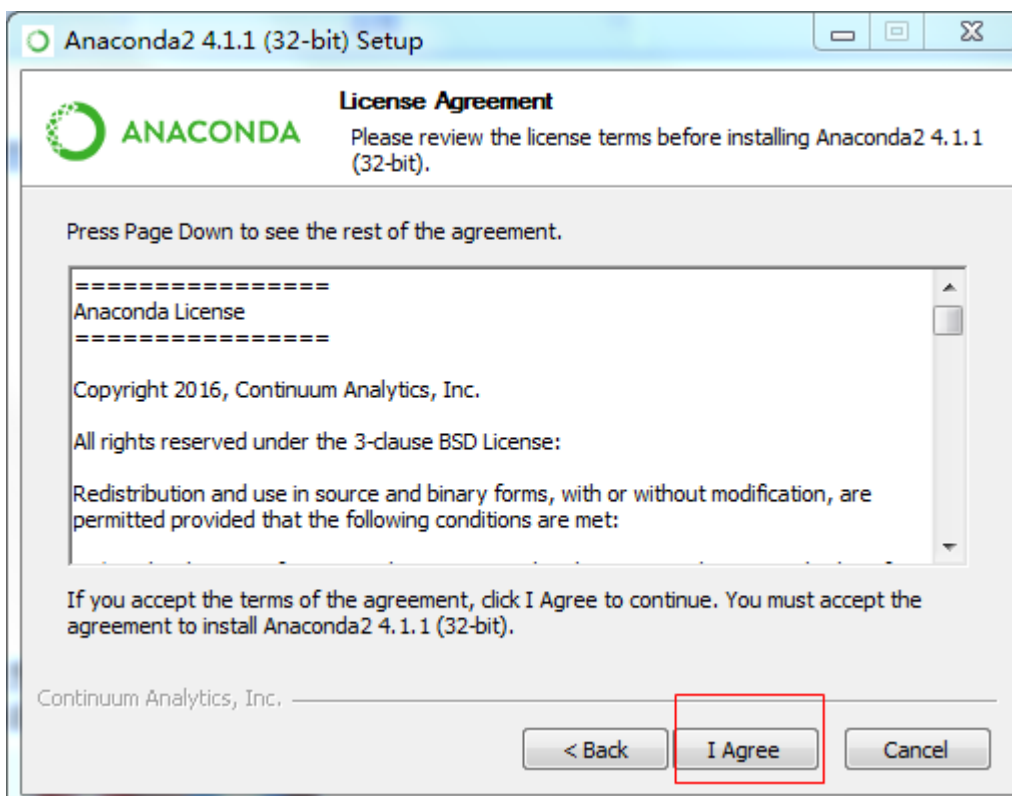 Anaconda2 4.1.1 (32-bit) Setup
ANACONDA
License Agreement
Please review the license terms before installing Anaconda2 4.1.1
(32-bit).
Press Page Down to see the rest of the agreement.
================
Anaconda License
================
Copyright 2016, Continuum Analytics, Inc.
All rights reserved under the 3-clause BSD License:
Redistribution and use in source and binary forms, with or without modification, are
permitted provided that the following conditions are met:
If you accept the terms of the agreement, click I Agree to continue. You must accept the
agreement to install Anaconda2 4.1.1 (32-bit).
Continuum Analytics, Inc.
< Back
I Agree
Cancel